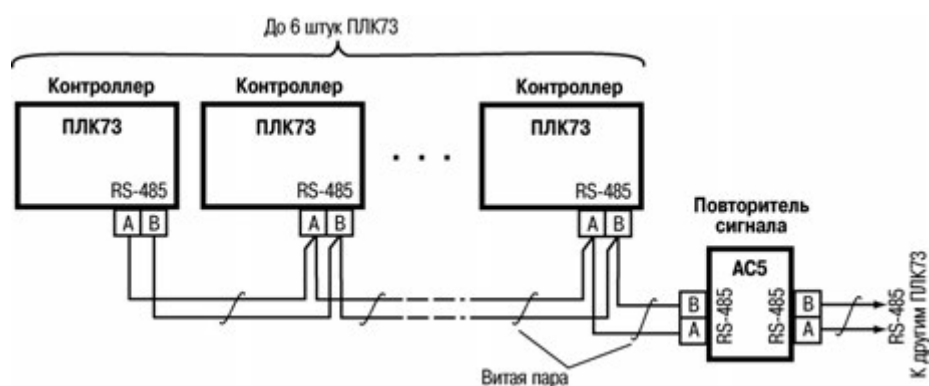 До 6 штук ПЛК73
Контроллер
Контроллер
Контроллер
ПЛК73
ПЛК73
ПЛК73
. . .
RS-485
RS-485
RS-485
A B
A B
A B
Повторитель
сигнала
АС5
B
A
RS-485
RS-485
B
A
RS-485
К другим ПЛК73
Витая пара